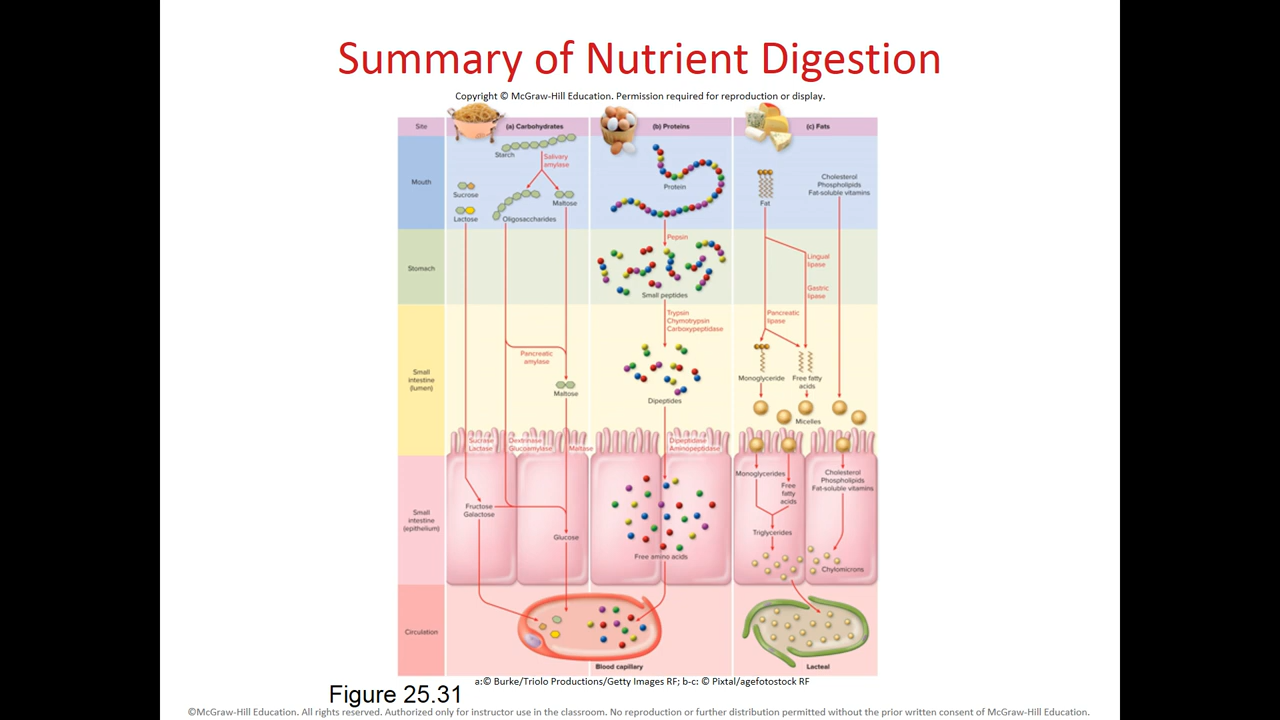 Summary of Nutrient Digestion
Copyright © McGraw-Hill Education. Permission required for reproduction or display.
Site
(a) Carbohydrates
(b) Proteins
(c) Fats
Mouth
Starch
Salivary
amylase
Sucrose
Lactose
Oligosaccharides
Maltose
Protein
Fat
Cholesterol
Phospholipids
Fat-soluble vitamins
Stomach
Pepsin
Small peptides
Lingual
lipase
Gastric
lipase
Small
intestine
(lumen)
Pancreatic
amylase
Maltose
Trypsin
Chymotrypsin
Carboxypeptidase
Dipeptides
Pancreatic
lipase
Monoglyceride
Free fatty
acids
Micelles
Sucrase
Lactase
Dextrinase
Glucoamylase
Maltase
Dipeptidase
Aminopeptidase
Small
intestine
(epithelium)
Fructose
Galactose
Glucose
Free amino acids
Monoglycerides
Free
fatty
acids
Triglycerides
Cholesterol
Phospholipids
Fat-soluble vitamins
Chylomicrons
Circulation
Blood capillary
Lacteal
a:© Burke/Triolo Productions/Getty Images RF; b-c: © Pixtal/agefotostock RF
Figure 25.31
©McGraw-Hill Education. All rights reserved. Authorized only for instructor use in the classroom. No reproduction or further distribution permitted without the prior written consent of McGraw-Hill Education.